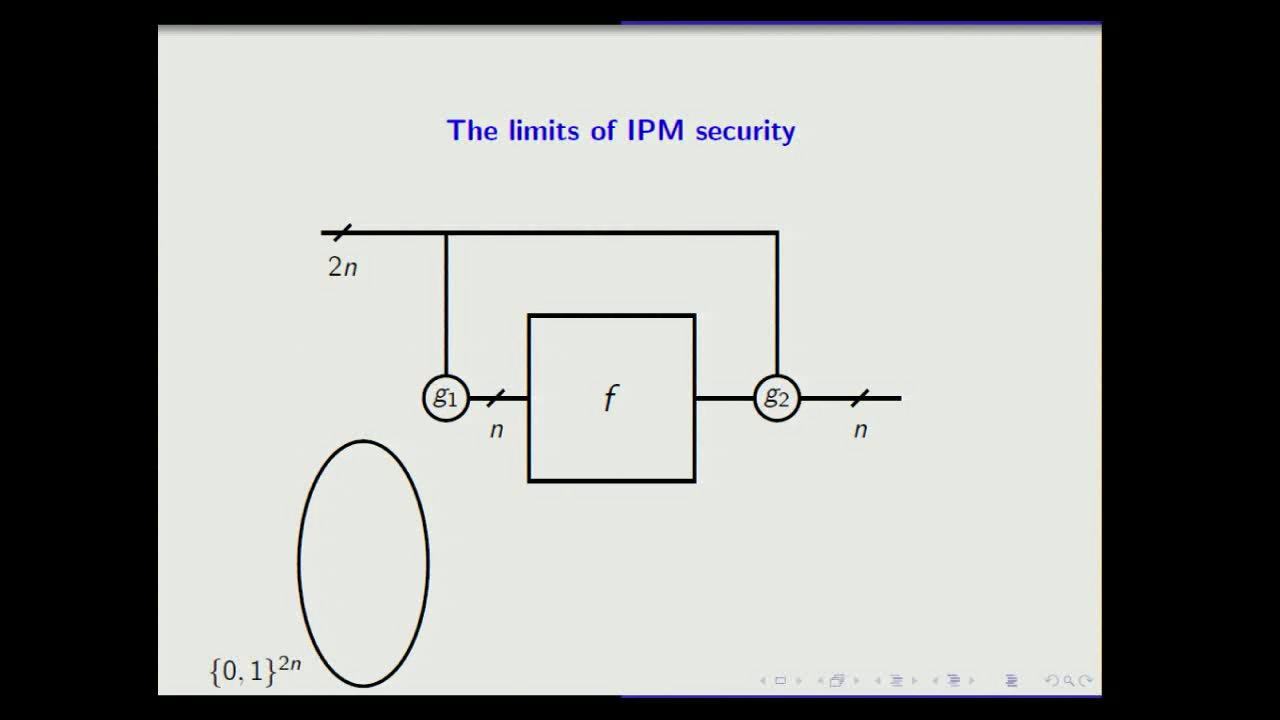 The limits of IPM security
2n
g₁
f
g₂
n
n
{0, 1}²ⁿ